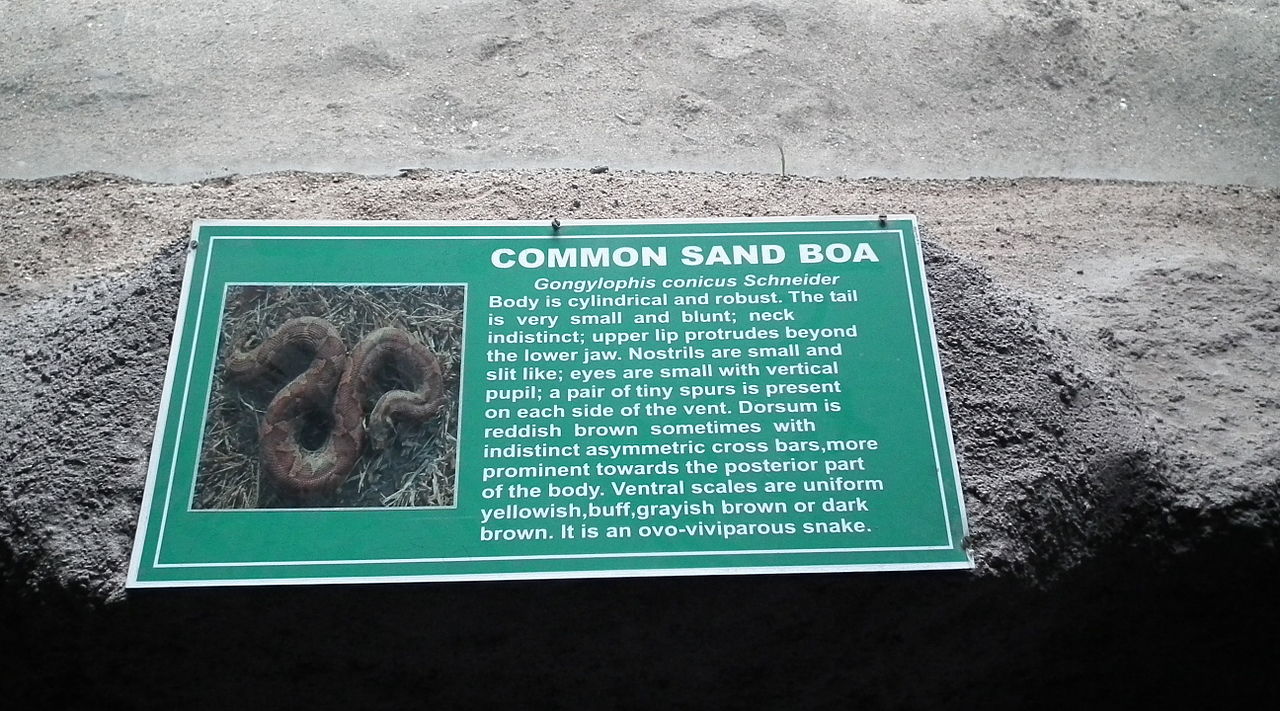 COMMON SAND BOA
Gongylophis conicus Schneider
Body is cylindrical and robust. The tail
is very small and blunt; neck
indistinct; upper lip protrudes beyond
the lower jaw. Nostrils are small and
slit like; eyes are small with vertical
pupil; a pair of tiny spurs is present
on each side of the vent. Dorsum is
reddish brown sometimes with
indistinct asymmetric cross bars,more
prominent towards the posterior part
of the body. Ventral scales are uniform
yellowish,buff,grayish brown or dark
brown. It is an ovo-viviparous snake.